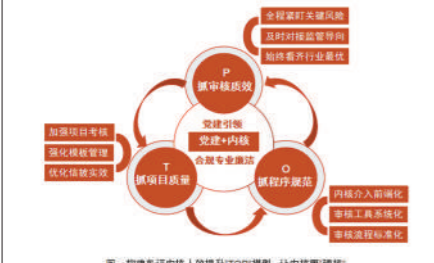 全程紧盯关键风险
及时对接监管导向
始终看齐行业最优
P
抓审核质效
党建引领
党建+内核
合规专业廉洁
加强项目考核
强化模板管理
优化信披实效
T
抓项目质量
O
抓程序规范
内核介入前端化
审核工具系统化
审核流程标准化